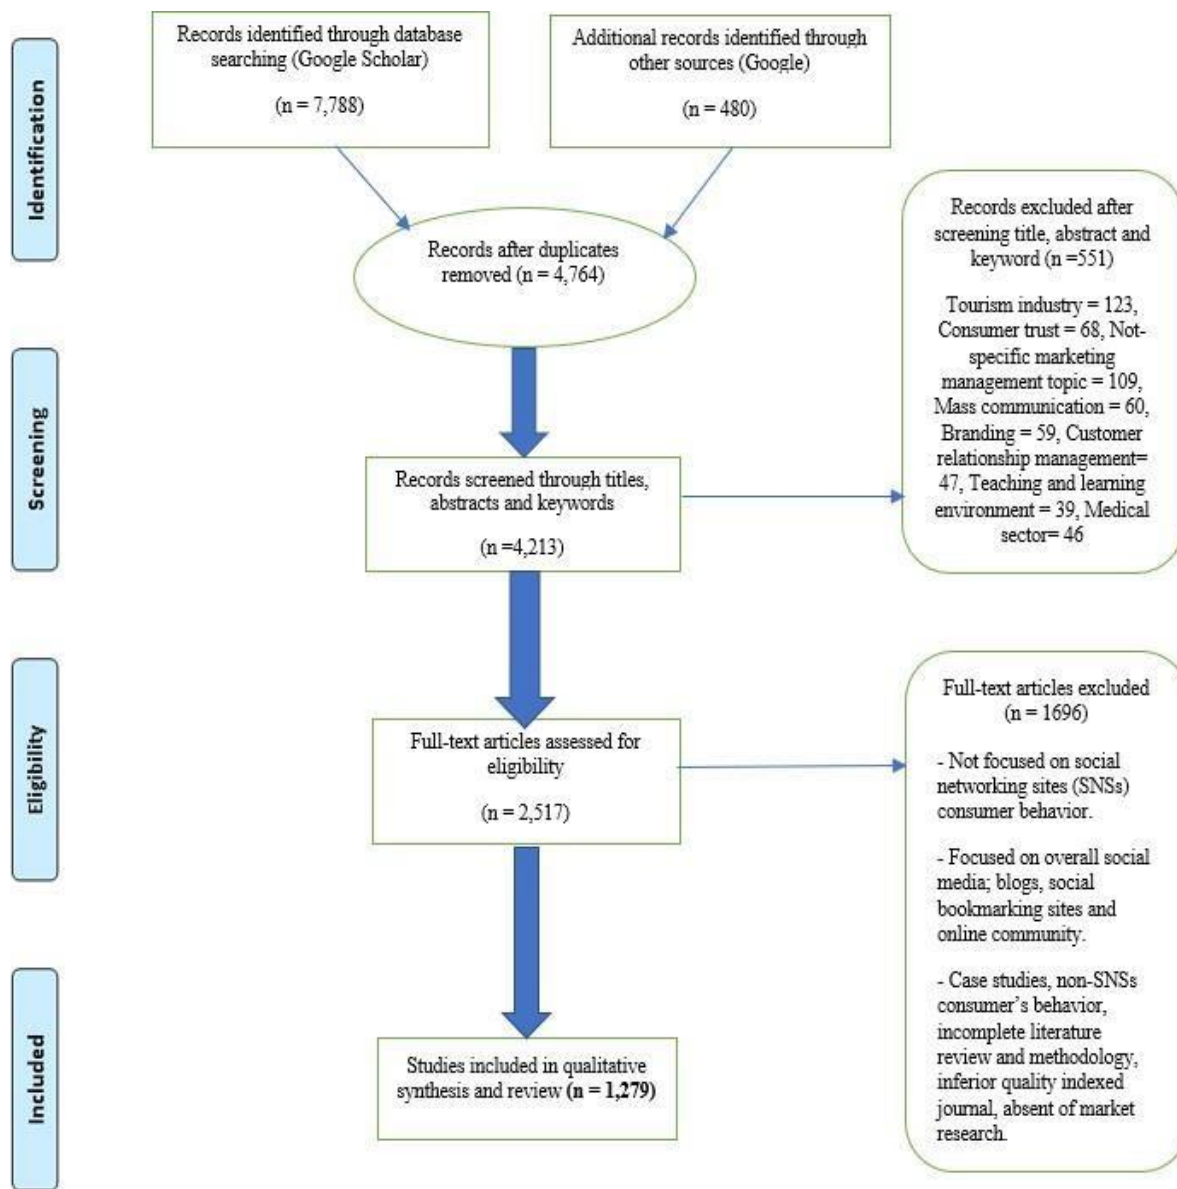 Identification
Records identified through database
searching (Google Scholar)
(n = 7,788)
Additional records identified through
other sources (Google)
(n = 480)
Records after duplicates
removed (n = 4,764)
Records excluded after
screening title, abstract and
keyword (n =551)
Tourism industry = 123,
Consumer trust = 68, Not-
specific marketing
management topic = 109,
Mass communication = 60,
Branding = 59, Customer
relationship management=
47, Teaching and learning
environment = 39, Medical
sector= 46
Screening
Records screened through titles,
abstracts and keywords
(n =4,213)
Eligibility
Full-text articles assessed for
eligibility
(n = 2,517)
Full-text articles excluded
(n = 1696)
- Not focused on social
networking sites (SNSs)
consumer behavior.
- Focused on overall social
media; blogs, social
bookmarking sites and
online community.
- Case studies, non-SNSs
consumer’s behavior,
incomplete literature
review and methodology,
inferior quality indexed
journal, absent of market
research.
Included
Studies included in qualitative
synthesis and review (n = 1,279)